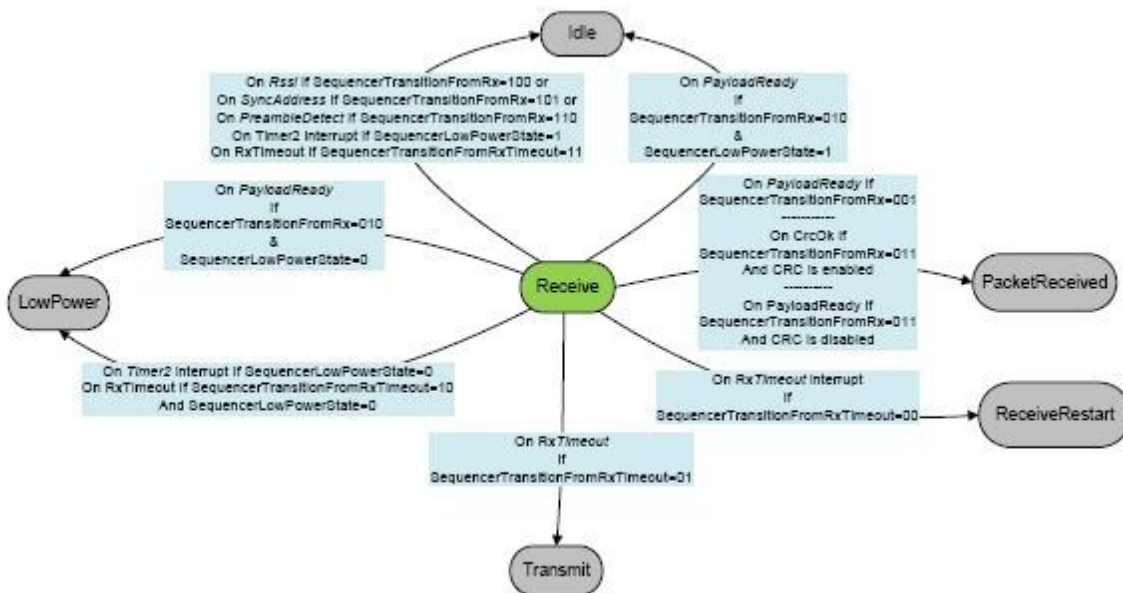 Idle
On Rssi if SequencerTransitionFromRx=100 or
On SyncAddress if SequencerTransitionFromRx=101 or
On PreambleDetect if SequencerTransitionFromRx=110
On Timer2 Interrupt if SequencerLowPowerState=1
On RxTimeout if SequencerTransitionFromRxTimeout=11
On PayloadReady
if
SequencerTransitionFromRx=010
&
SequencerLowPowerState=1
On PayloadReady
if
SequencerTransitionFromRx=010
&
SequencerLowPowerState=0
On PayloadReady if
SequencerTransitionFromRx=001
------------
On CrcOk if
SequencerTransitionFromRx=011
And CRC is enabled
----------
On PayloadReady if
SequencerTransitionFromRx=011
And CRC is disabled
LowPower
Receive
PacketReceived
On Timer2 Interrupt if SequencerLowPowerState=0
On RxTimeout if SequencerTransitionFromRxTimeout=10
And SequencerLowPowerState=0
On RxTimeout Interrupt
if
SequencerTransitionFromRxTimeout=00
ReceiveRestart
On RxTimeout
if
SequencerTransitionFromRxTimeout=01
Transmit